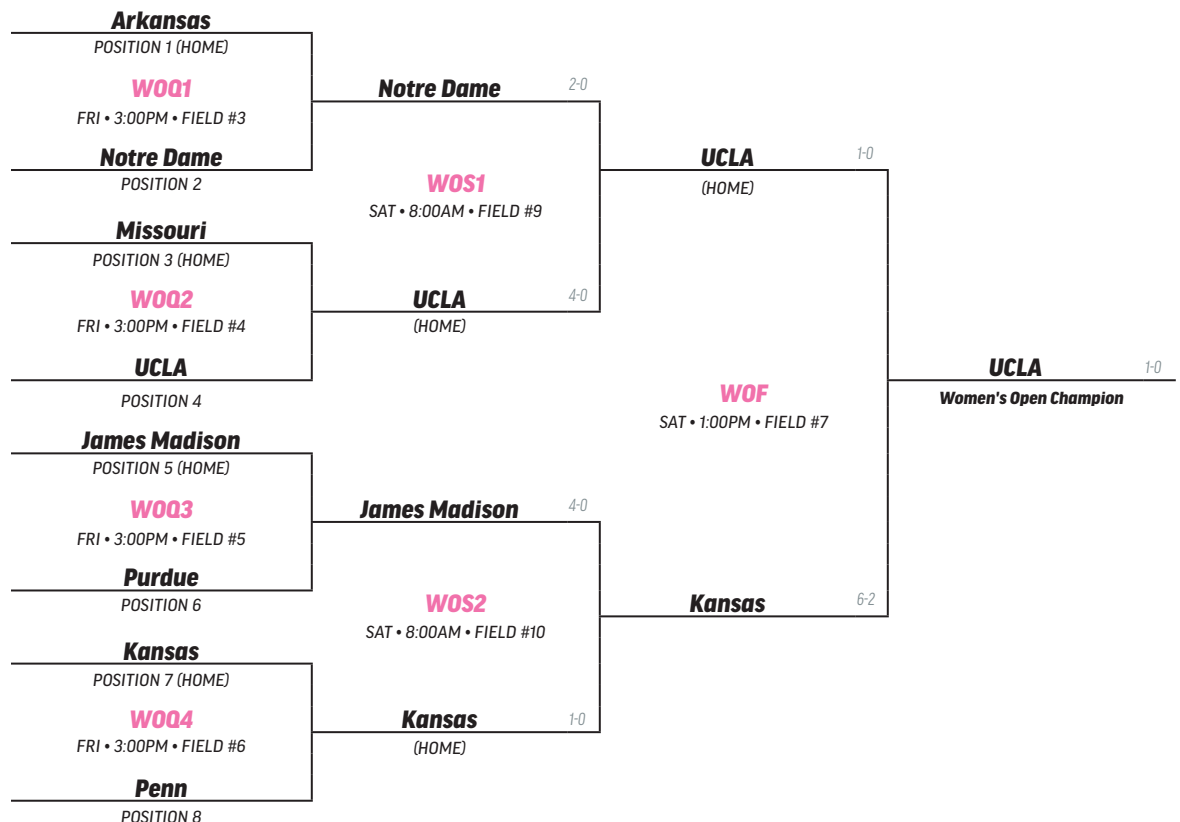 Arkansas
POSITION 1 (HOME)
WOQ1
FRI • 3:00PM • FIELD #3
Notre Dame
POSITION 2
Missouri
POSITION 3 (HOME)
WOQ2
FRI • 3:00PM • FIELD #4
UCLA
POSITION 4
James Madison
POSITION 5 (HOME)
WOQ3
FRI • 3:00PM • FIELD #5
Purdue
POSITION 6
Kansas
POSITION 7 (HOME)
WOQ4
FRI • 3:00PM • FIELD #6
Penn
POSITION 8
Notre Dame 2-0
WOS1
SAT • 8:00AM • FIELD #9
UCLA 4-0
(HOME)
James Madison 4-0
WOS2
SAT • 8:00AM • FIELD #10
Kansas 1-0
(HOME)
UCLA 1-0
(HOME)
WOF
SAT • 1:00PM • FIELD #7
Kansas 6-2
UCLA 1-0
Women's Open Champion